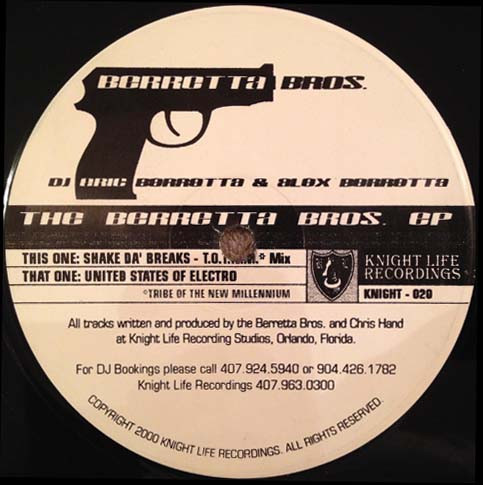 BERRETTA BROS.
DJ ERIC BERRETTA & ALEX BERRETTA
THE BERRETTA BROS. EP
THIS ONE: SHAKE DA' BREAKS - T.O.T.N.M.* Mix
THAT ONE: UNITED STATES OF ELECTRO
*TRIBE OF THE NEW MILLENNIUM
KNIGHT LIFE
RECORDINGS
KNIGHT - 020
All tracks written and produced by the Berretta Bros. and Chris Hand
at Knight Life Recording Studios, Orlando, Florida.
For DJ Bookings please call 407.924.5940 or 904.426.1782
Knight Life Recordings 407.963.0300
COPYRIGHT 2000 KNIGHT LIFE RECORDINGS. ALL RIGHTS RESERVED.